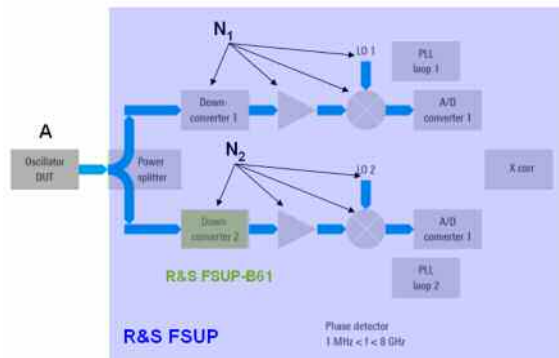 N1
LO 1
PLL
loop 1
Down-
converter 1
A/D
converter 1
A
Oscillator
DUT
Power
splitter
N2
LO 2
X corr
Down
converter 2
A/D
converter 1
R&S FSUP-B61
PLL
loop 2
R&S FSUP
Phase detector
1 MHz < f < 8 GHz